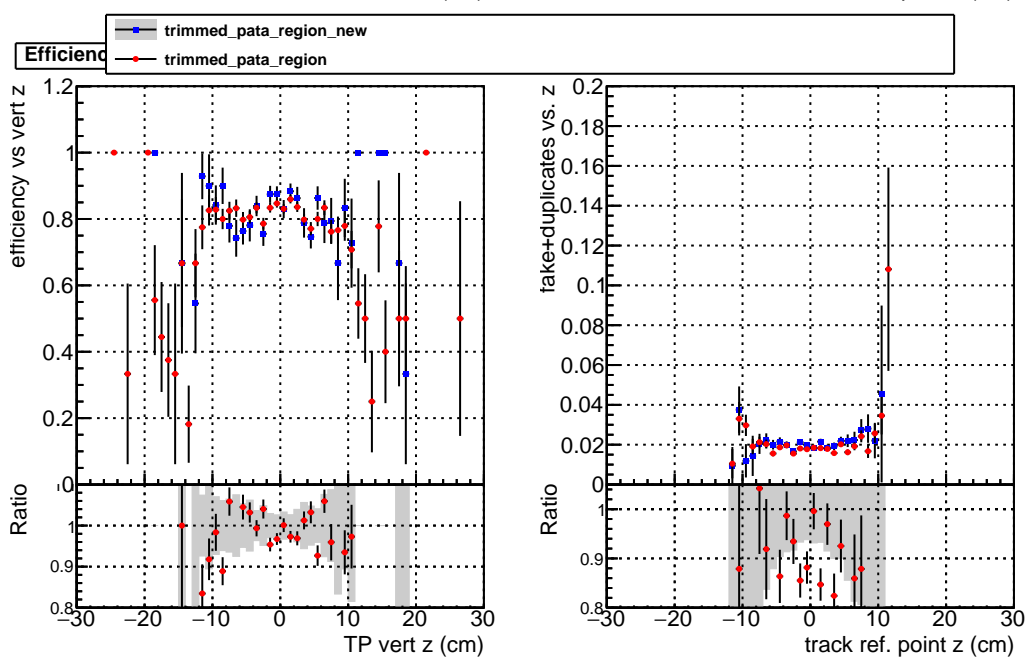 trimmed_pata_region_new
trimmed_pata_region
efficiency vs vert z
1.2
1
0.8
0.6
0.4
0.2
0
Ratio
1
0.9
0.8
−30 −20 −10 0 10 20 30
TP vert z (cm)
fake+duplicates vs. z
0.2
0.18
0.16
0.14
0.12
0.1
0.08
0.06
0.04
0.02
0
Ratio
1
0.9
0.8
−30 −20 −10 0 10 20 30
track ref. point z (cm)